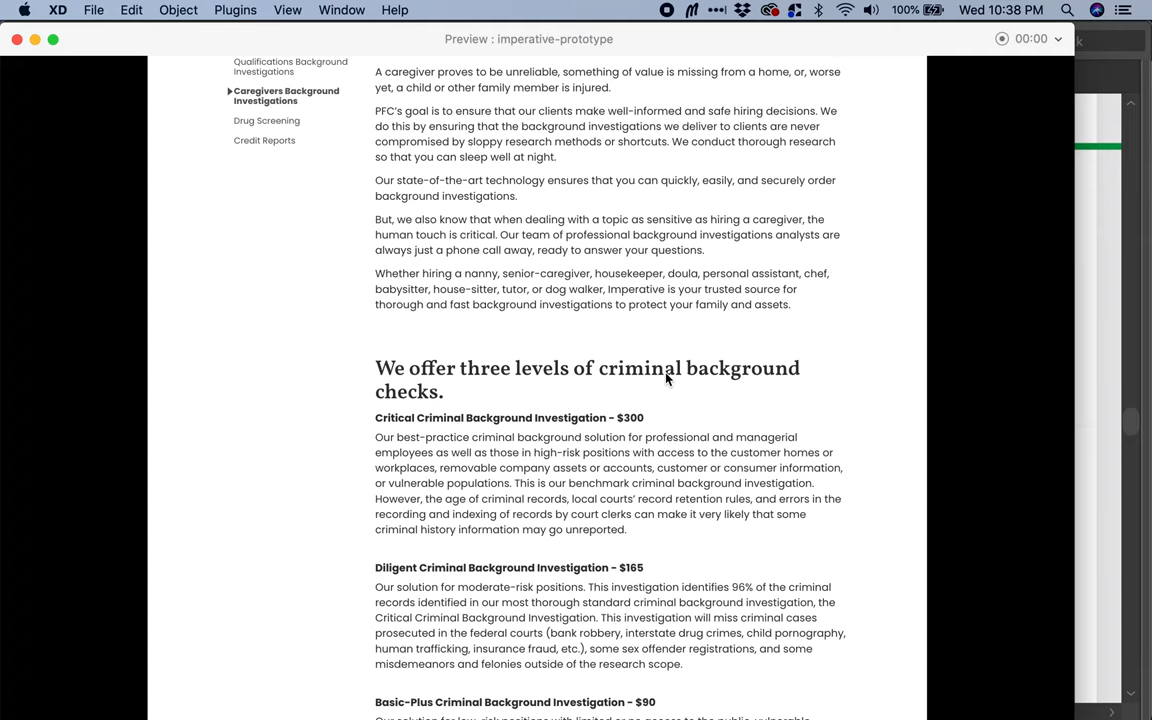 XD File Edit Object Plugins View Window Help 100% Wed 10:38 PM
Preview : imperative-prototype
00:00
k
Qualifications Background
Investigations
Caregivers Background
Investigations
Drug Screening
Credit Reports
A caregiver proves to be unreliable, something of value is missing from a home, or, worse
yet, a child or other family member is injured.
PFC's goal is to ensure that our clients make well-informed and safe hiring decisions. We
do this by ensuring that the background investigations we deliver to clients are never
compromised by sloppy research methods or shortcuts. We conduct thorough research
so that you can sleep well at night.
Our state-of-the-art technology ensures that you can quickly, easily, and securely order
background investigations.
But, we also know that when dealing with a topic as sensitive as hiring a caregiver, the
human touch is critical. Our team of professional background investigations analysts are
always just a phone call away, ready to answer your questions.
Whether hiring a nanny, senior-caregiver, housekeeper, doula, personal assistant, chef,
babysitter, house-sitter, tutor, or dog walker, Imperative is your trusted source for
thorough and fast background investigations to protect your family and assets.
We offer three levels of criminal background
checks.
Critical Criminal Background Investigation - $300
Our best-practice criminal background solution for professional and managerial
employees as well as those in high-risk positions with access to the customer homes or
workplaces, removable company assets or accounts, customer or consumer information,
or vulnerable populations. This is our benchmark criminal background investigation.
However, the age of criminal records, local courts' record retention rules, and errors in the
recording and indexing of records by court clerks can make it very likely that some
criminal history information may go unreported.
Diligent Criminal Background Investigation - $165
Our solution for moderate-risk positions. This investigation identifies 96% of the criminal
records identified in our most thorough standard criminal background investigation, the
Critical Criminal Background Investigation. This investigation will miss criminal cases
prosecuted in the federal courts (bank robbery, interstate drug crimes, child pornography,
human trafficking, insurance fraud, etc.), some sex offender registrations, and some
misdemeanors and felonies outside of the research scope.
Basic-Plus Criminal Background Investigation - $90
Our solution for low-risk positions with limited or no access to the public, vulnerable